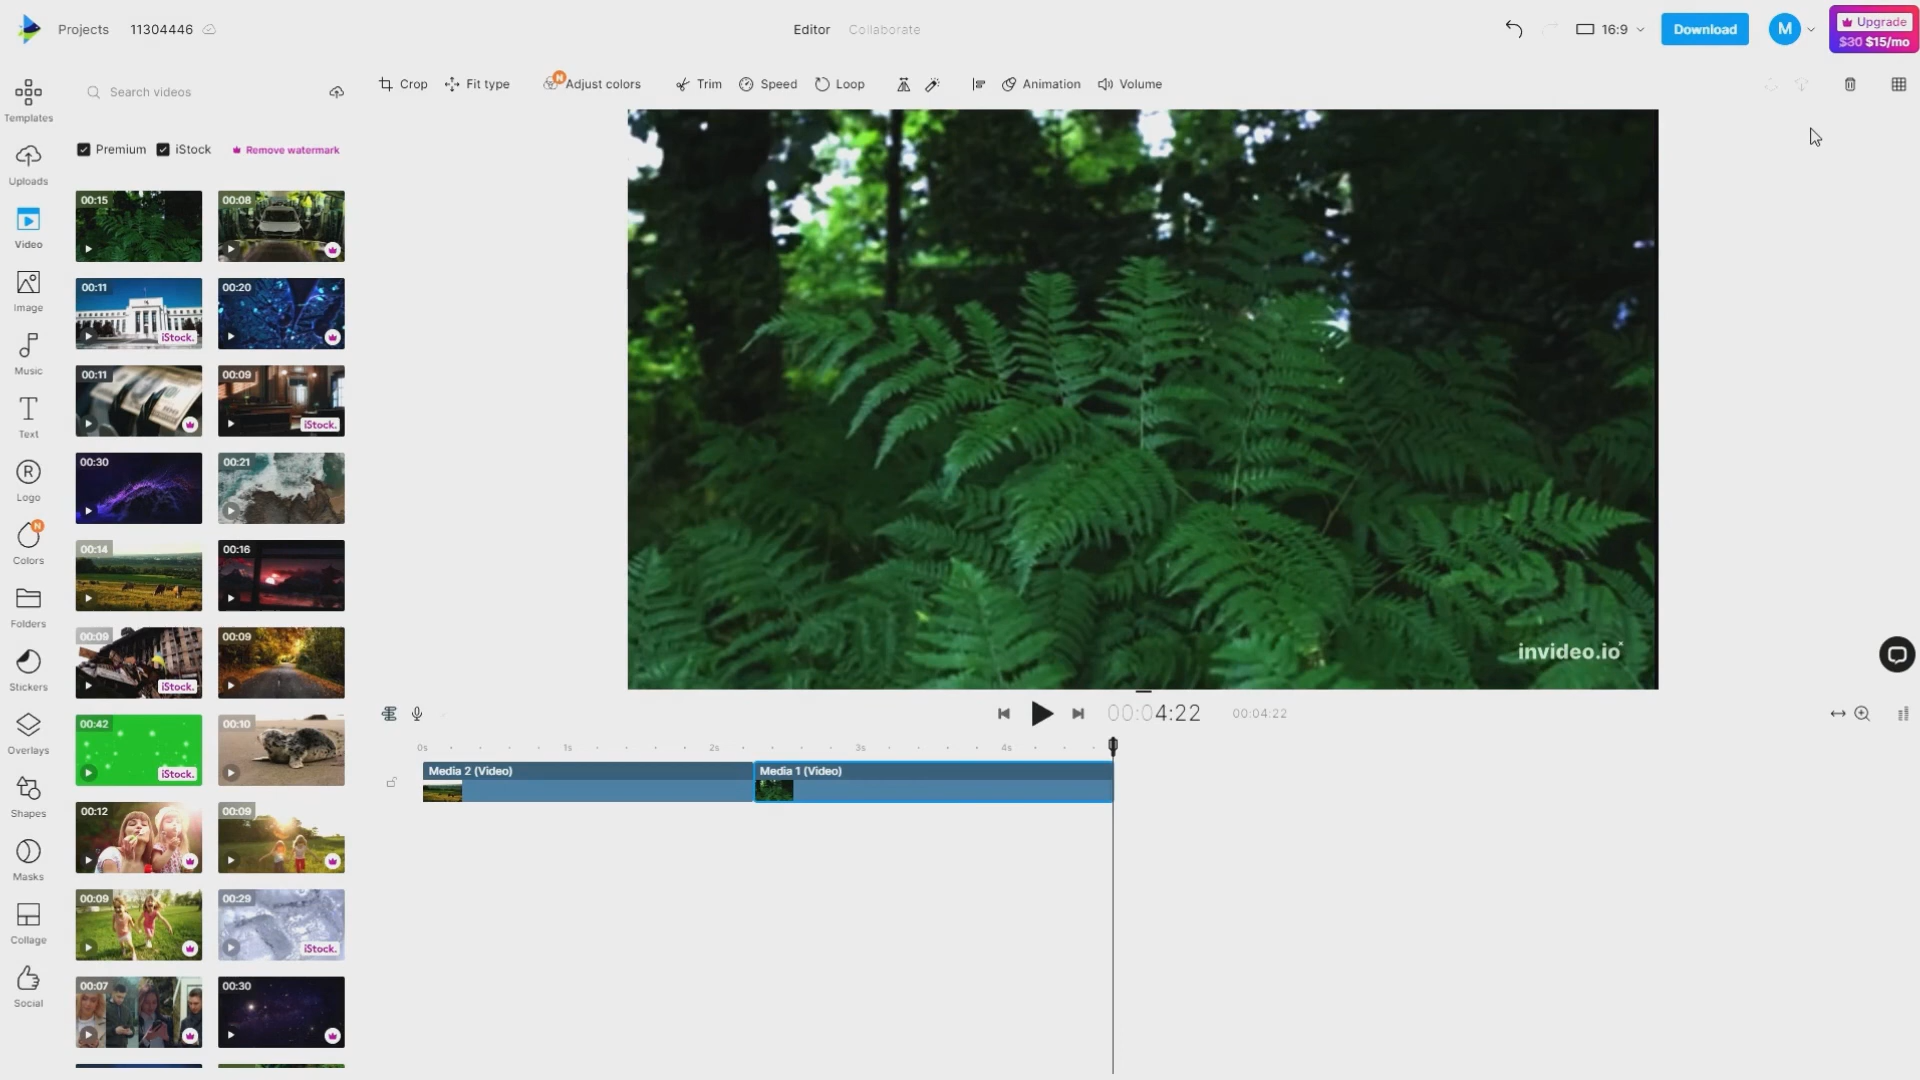 Projects
11304446
Editor
Collaborate
16:9
Download
M
Upgrade
$30 $15/mo
Templates
Uploads
Video
Image
Music
Text
Logo
Colors
Folders
Stickers
Overlays
Shapes
Masks
Collage
Social
Search videos
Premium
iStock
Remove watermark
Crop
Fit type
N
Adjust colors
Trim
Speed
Loop
Animation
Volume
00:15
00:08
00:11
iStock.
00:20
00:11
00:09
iStock.
00:30
00:21
00:14
00:16
00:09
iStock.
00:09
00:42
iStock.
00:10
00:12
00:09
00:09
00:29
iStock.
00:07
00:30
invideo.io
00:04:22
00:04:22
0s
1s
2s
3s
4s
Media 2 (Video)
Media 1 (Video)